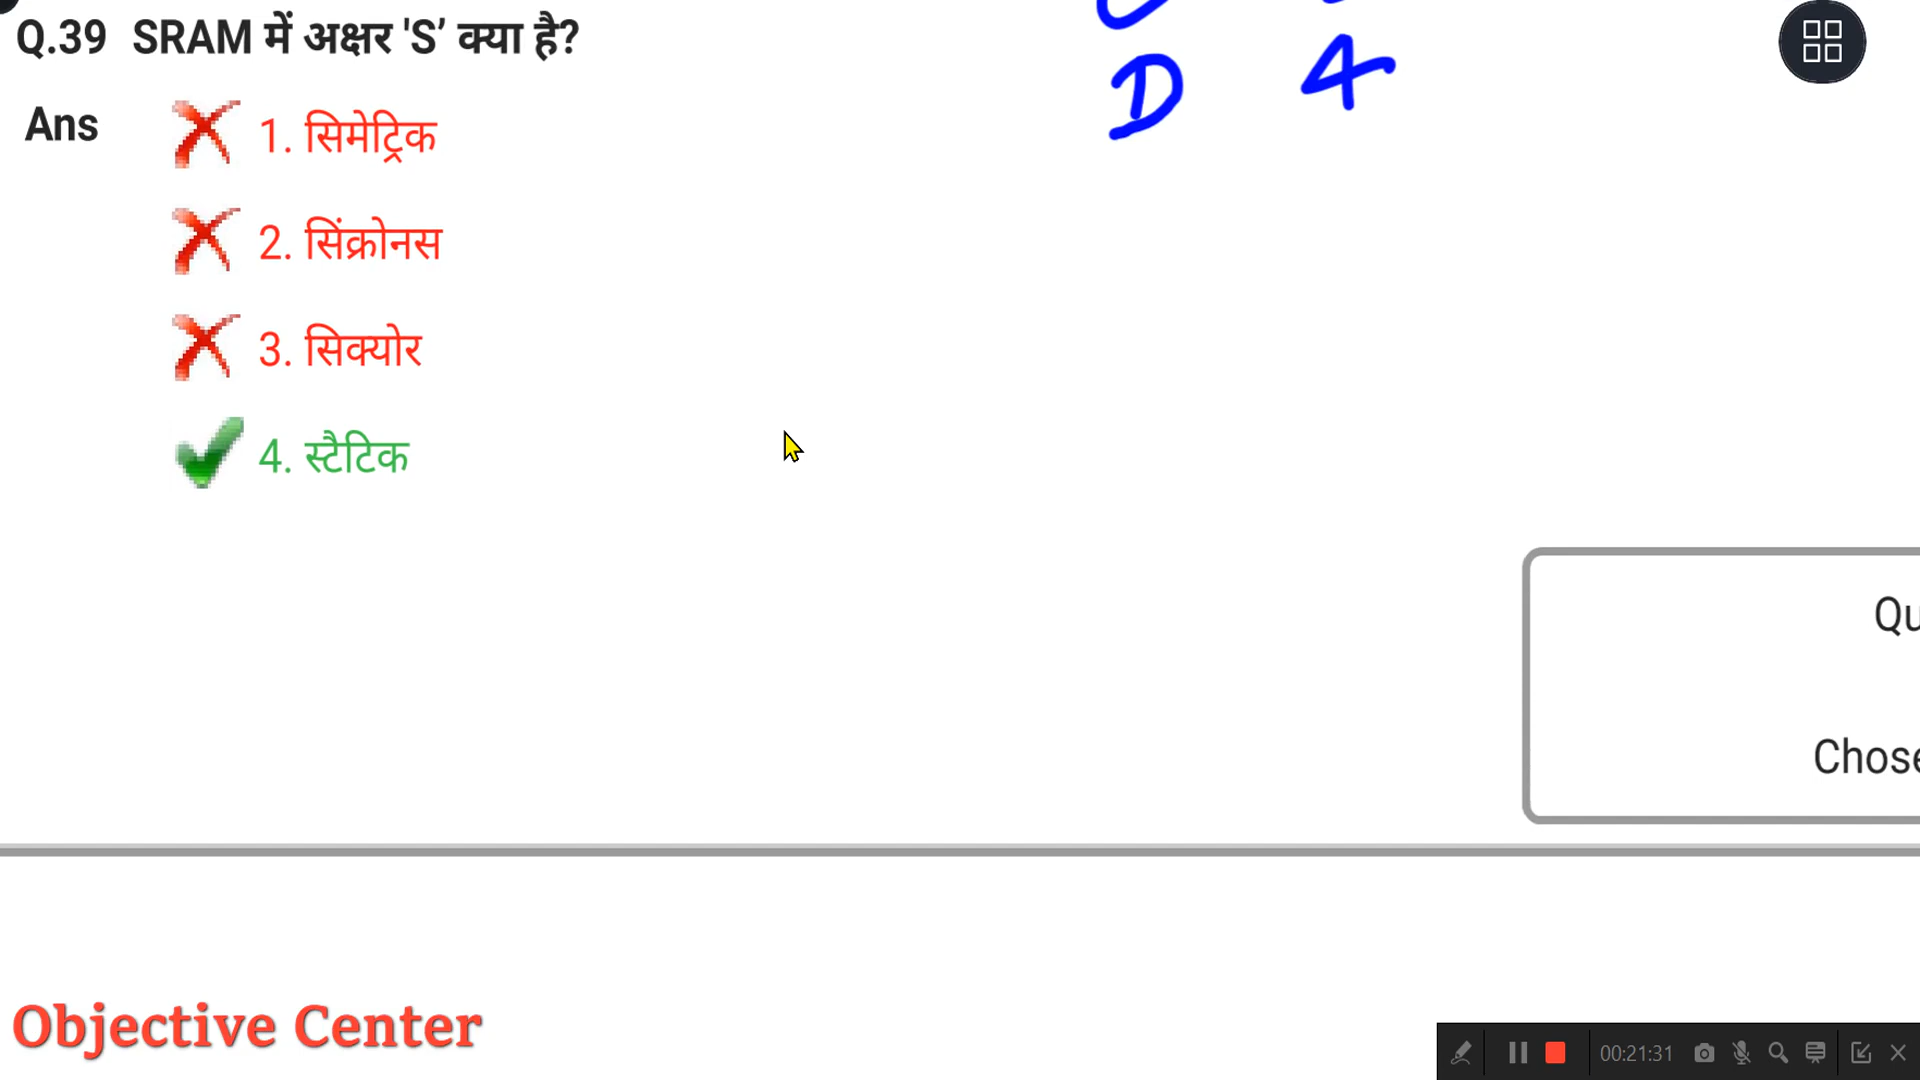 Q.39 SRAM में अक्षर 'S’ क्या है?
D 4
Ans 1. सिमेट्रिक
2. सिंक्रोनस
3. सिक्योर
4. स्टैटिक
Qu
Chose
Objective Center
00:21:31